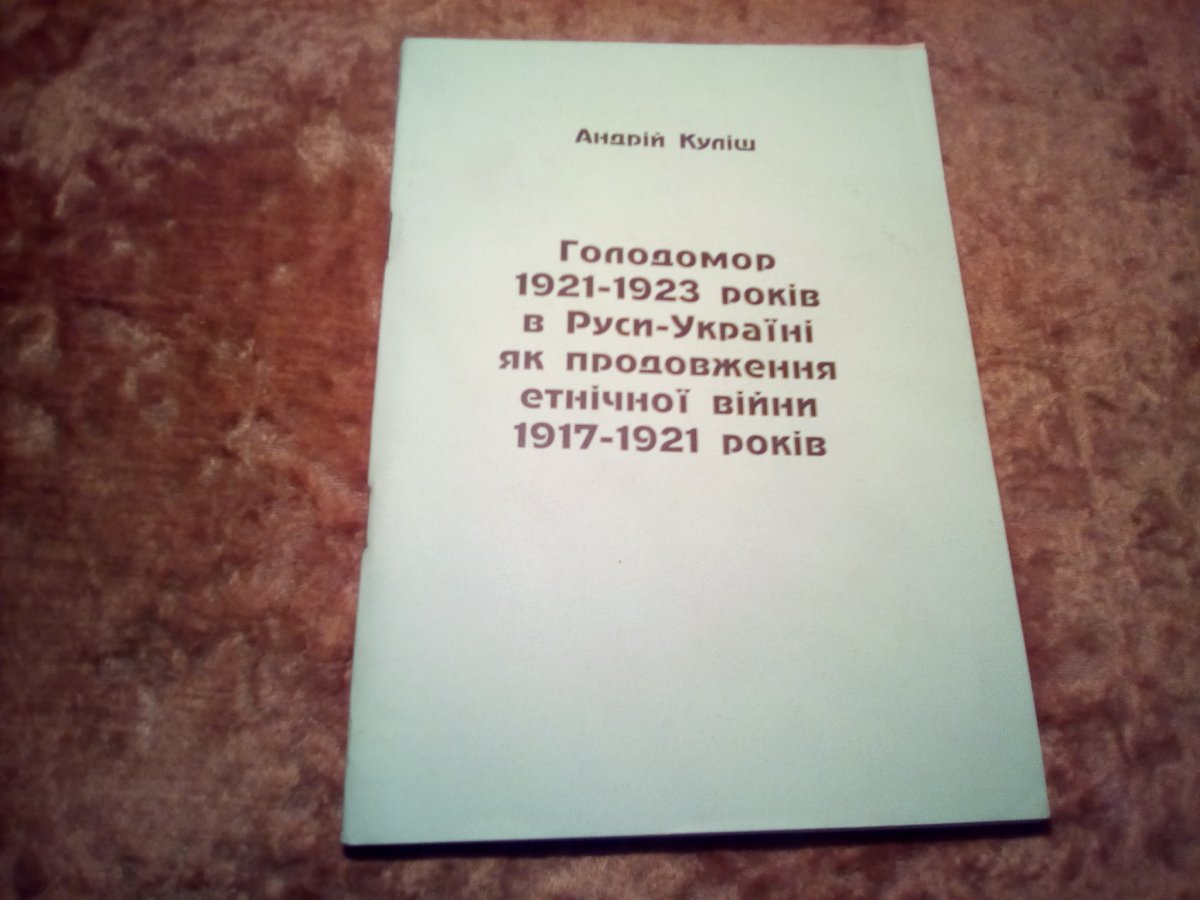 Андрій Куліш
Голодомор
1921-1923 років
в Руси-Україні
як продовження
етнічної війни
1917-1921 років